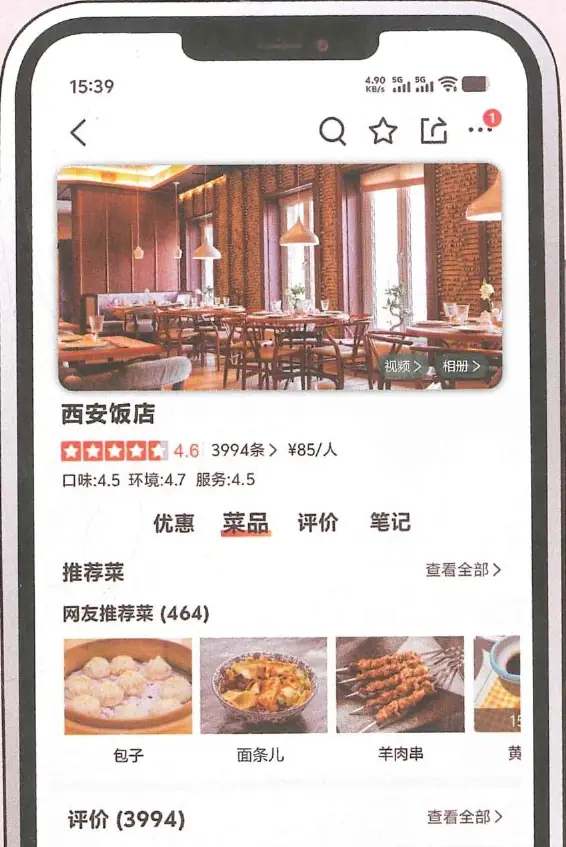 15:39
4.90 KB/s 5G 5G
1
视频 > 相册 >
西安饭店
4.6 3994条 > ¥85/人
口味:4.5 环境:4.7 服务:4.5
优惠 菜品 评价 笔记
推荐菜 查看全部 >
网友推荐菜 (464)
15
包子 面条儿 羊肉串 黄
评价 (3994) 查看全部 >